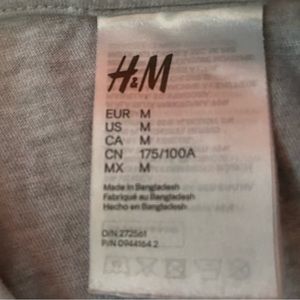 H&M
EUR M
US M
CA M
CN 175/100A
MX M
Made in Bangladesh
Fabriqué au Bangladesh
Hecho en Bangladesh
D/N:272561
P/N 0944164 2